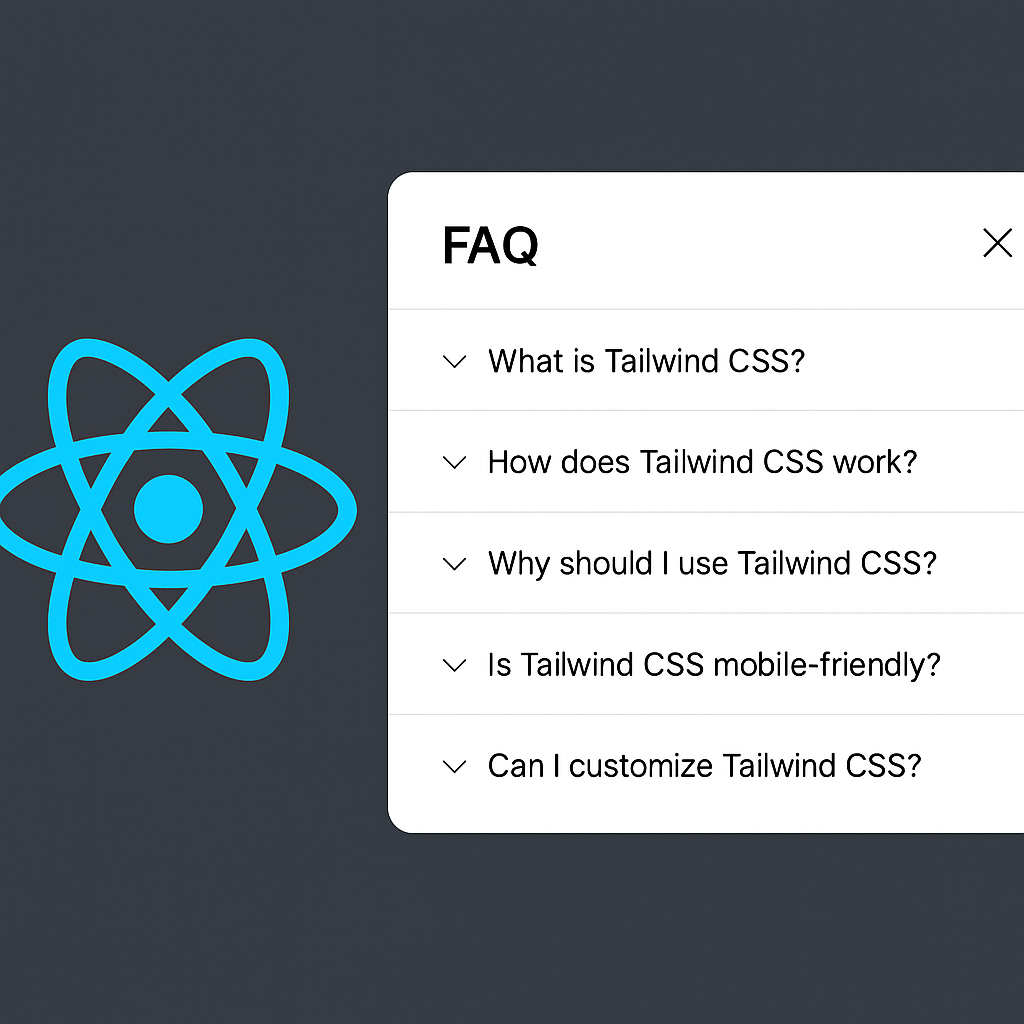 FAQ
What is Tailwind CSS?
How does Tailwind CSS work?
Why should I use Tailwind CSS?
Is Tailwind CSS mobile-friendly?
Can I customize Tailwind CSS?